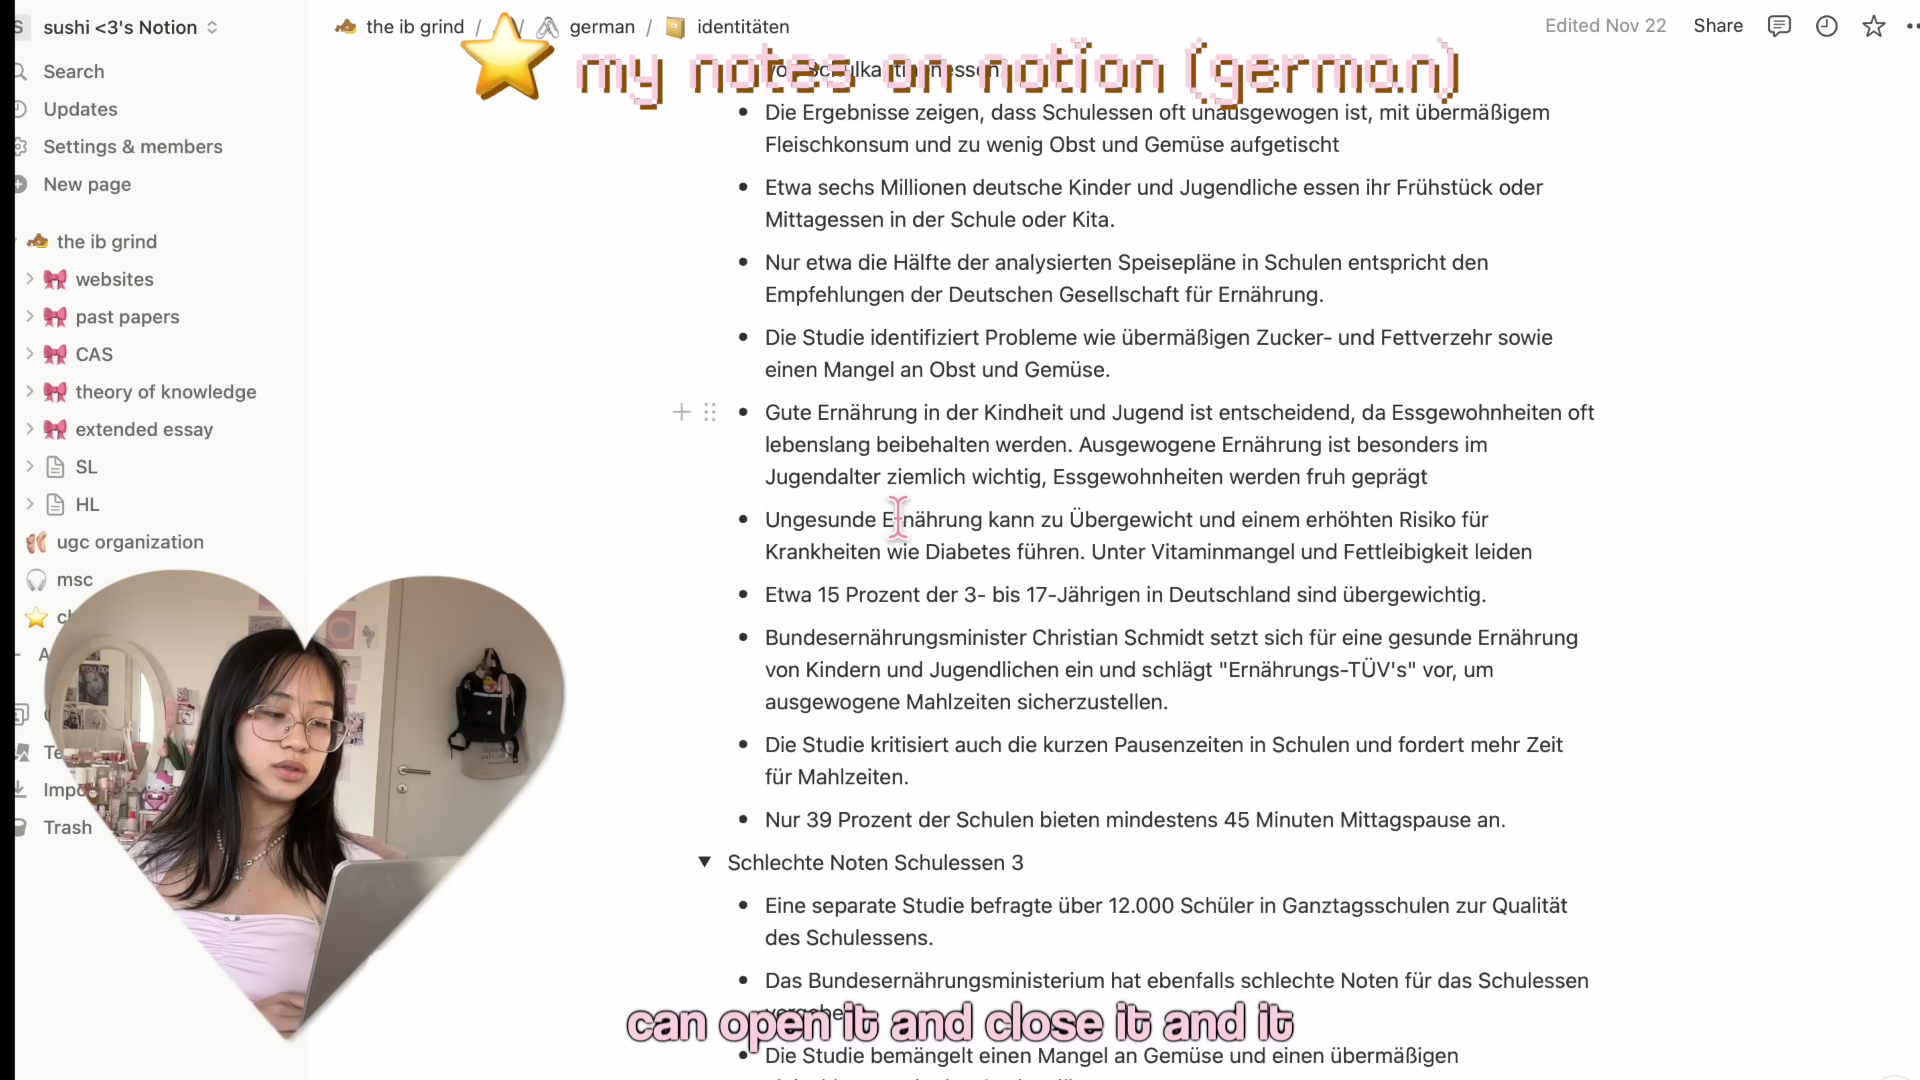 sushi <3's Notion
the ib grind / / german / identitäten
Edited Nov 22 Share
my notes on notion (german)
Search
Updates
Settings & members
New page
the ib grind
websites
past papers
CAS
theory of knowledge
extended essay
SL
HL
ugc organization
msc
Trash
Die Ergebnisse zeigen, dass Schulessen oft unausgewogen ist, mit übermäßigem
Fleischkonsum und zu wenig Obst und Gemüse aufgetischt
Etwa sechs Millionen deutsche Kinder und Jugendliche essen ihr Frühstück oder
Mittagessen in der Schule oder Kita.
Nur etwa die Hälfte der analysierten Speisepläne in Schulen entspricht den
Empfehlungen der Deutschen Gesellschaft für Ernährung.
Die Studie identifiziert Probleme wie übermäßigen Zucker- und Fettverzehr sowie
einen Mangel an Obst und Gemüse.
Gute Ernährung in der Kindheit und Jugend ist entscheidend, da Essgewohnheiten oft
lebenslang beibehalten werden. Ausgewogene Ernährung ist besonders im
Jugendalter ziemlich wichtig, Essgewohnheiten werden fruh geprägt
Ungesunde Ernährung kann zu Übergewicht und einem erhöhten Risiko für
Krankheiten wie Diabetes führen. Unter Vitaminmangel und Fettleibigkeit leiden
Etwa 15 Prozent der 3- bis 17-Jährigen in Deutschland sind übergewichtig.
Bundesernährungsminister Christian Schmidt setzt sich für eine gesunde Ernährung
von Kindern und Jugendlichen ein und schlägt "Ernährungs-TÜV's" vor, um
ausgewogene Mahlzeiten sicherzustellen.
Die Studie kritisiert auch die kurzen Pausenzeiten in Schulen und fordert mehr Zeit
für Mahlzeiten.
Nur 39 Prozent der Schulen bieten mindestens 45 Minuten Mittagspause an.
Schlechte Noten Schulessen 3
Eine separate Studie befragte über 12.000 Schüler in Ganztagsschulen zur Qualität
des Schulessens.
Das Bundesernährungsministerium hat ebenfalls schlechte Noten für das Schulessen
can open it and close it and it
Die Studie bemängelt einen Mangel an Gemüse und einen übermäßigen